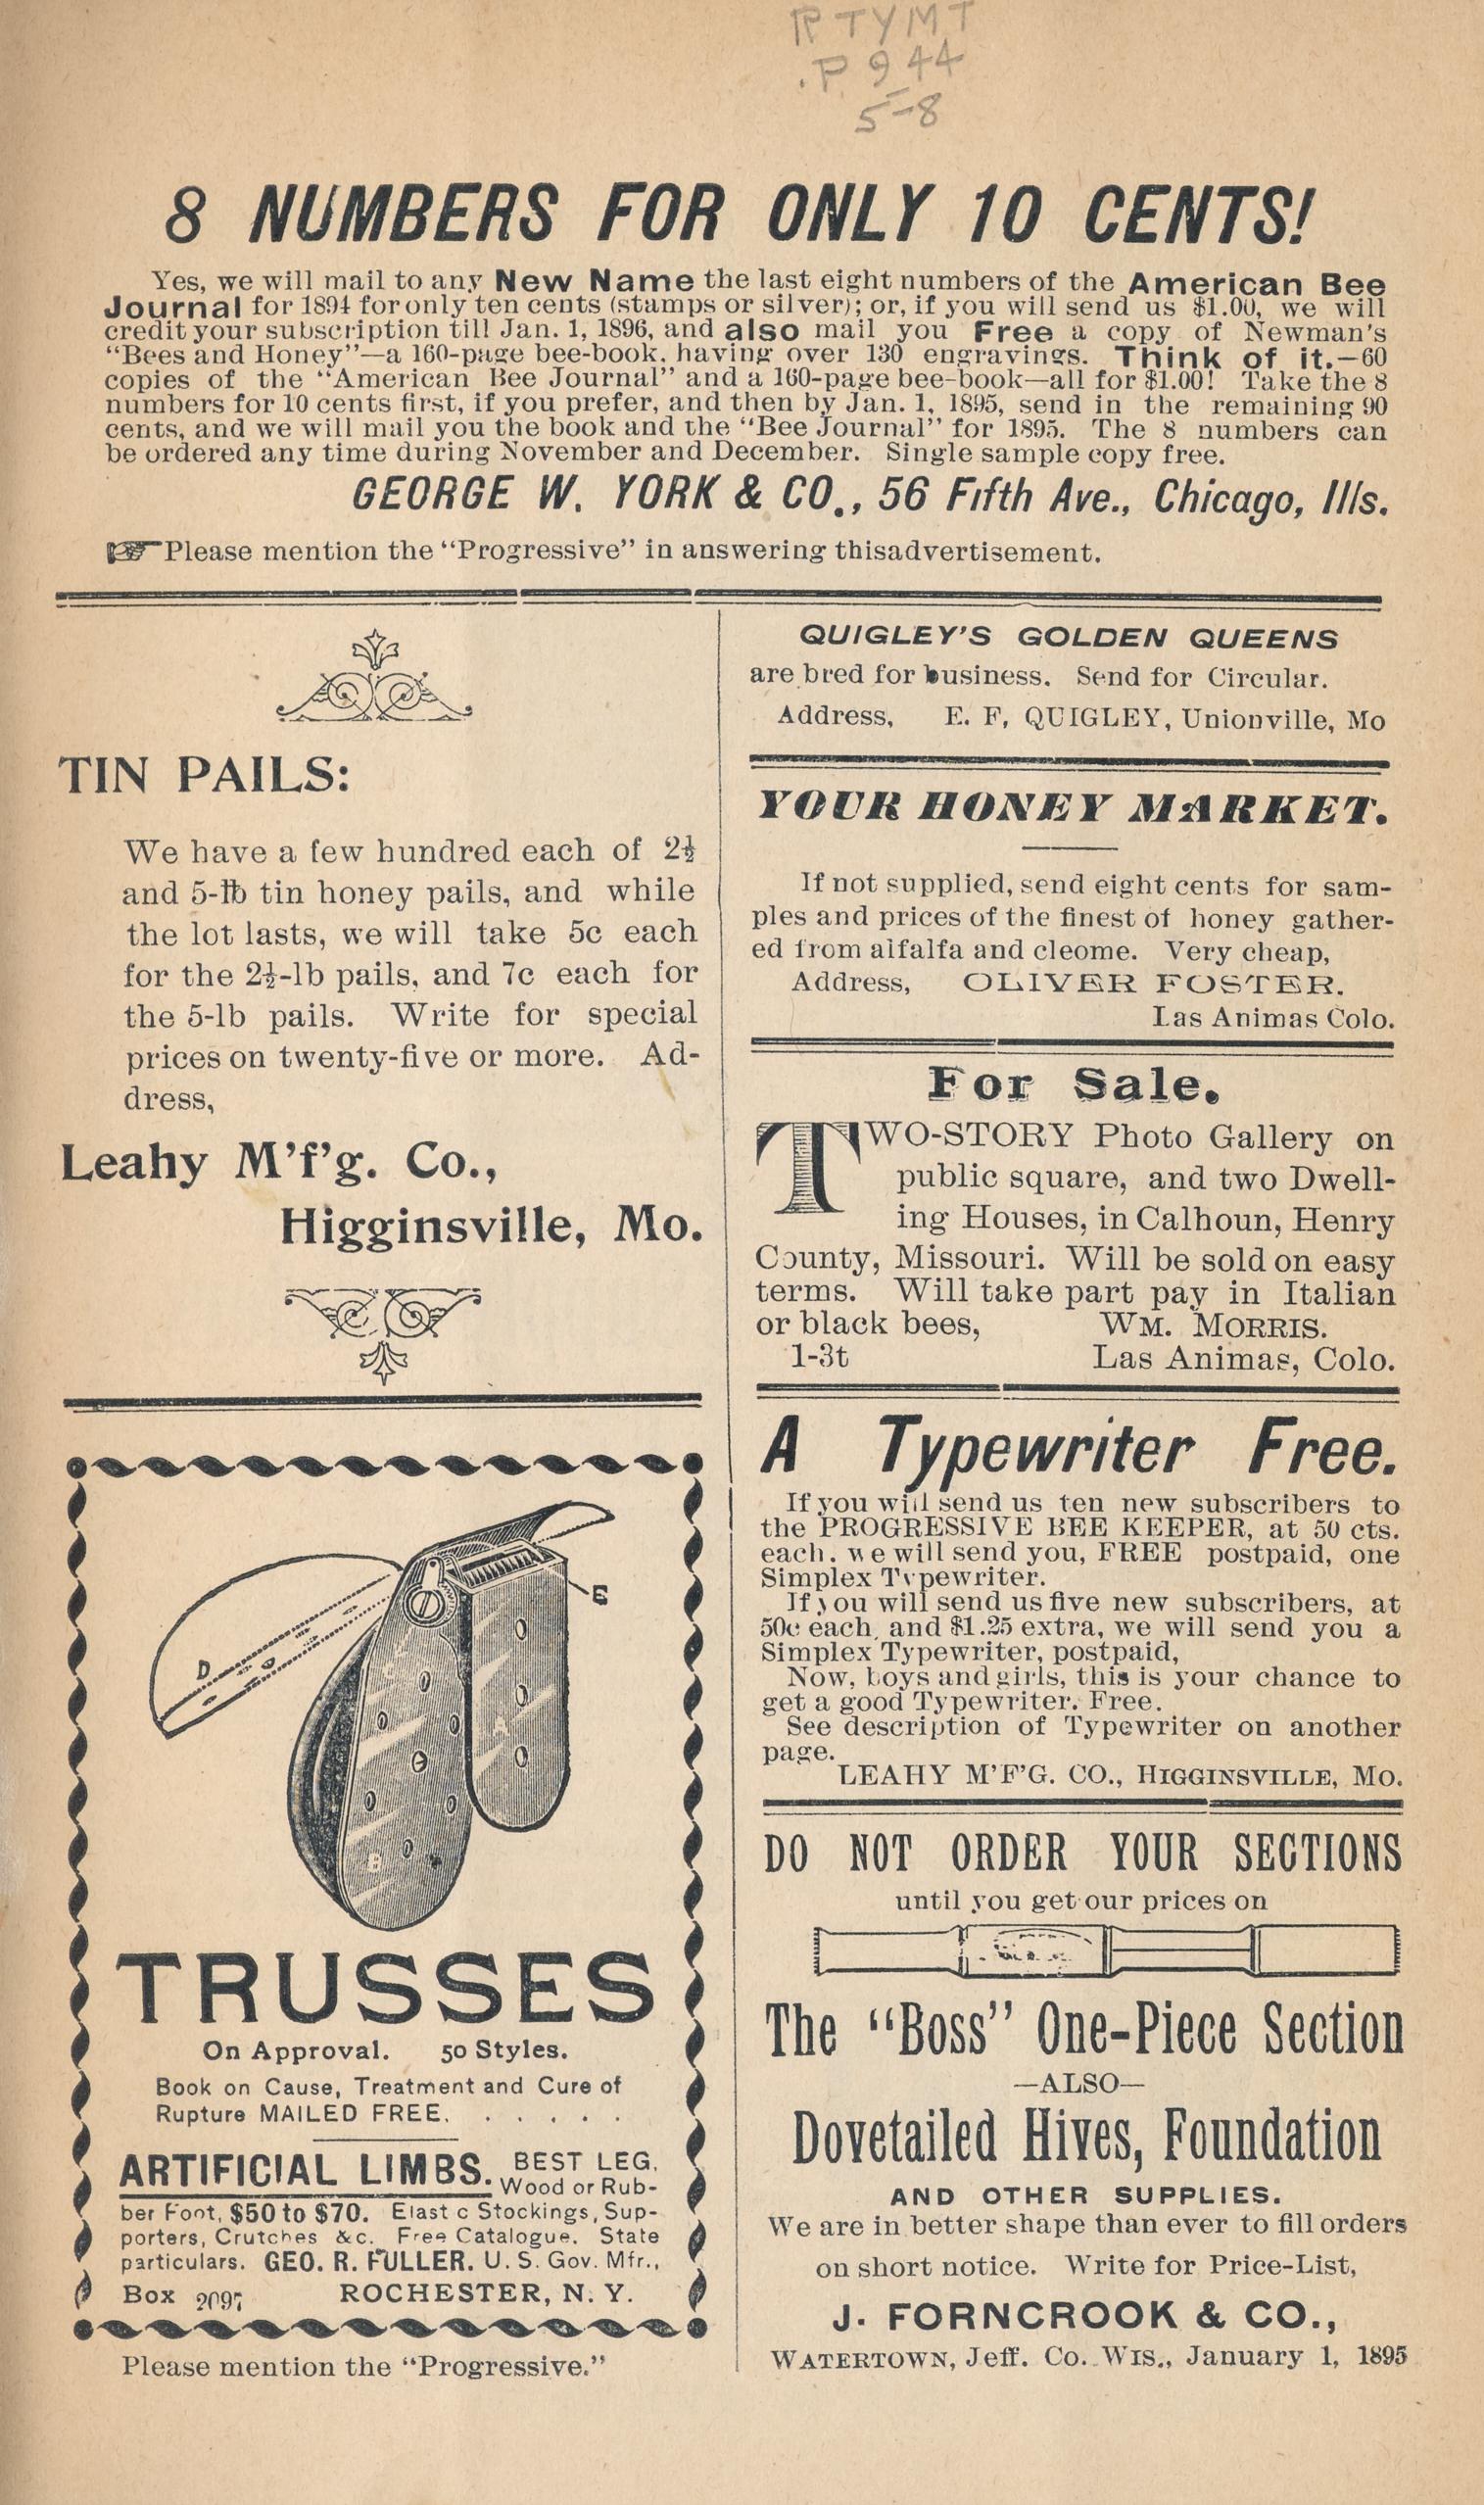 R TYMT
.P 944
5-8
8 NUMBERS FOR ONLY 10 CENTS!
Yes, we will mail to any New Name the last eight numbers of the American Bee
Journal for 1894 for only ten cents (stamps or silver); or, if you will send us $1.00, we will
credit your subscription till Jan. 1, 1896, and also mail you Free a copy of Newman's
"Bees and Honey"—a 160-page bee-book, having over 130 engravings. Think of it.—60
copies of the "American Bee Journal" and a 160-page bee-book—all for $1.00! Take the 8
numbers for 10 cents first, if you prefer, and then by Jan. 1, 1895, send in the remaining 90
cents, and we will mail you the book and the "Bee Journal" for 1895. The 8 numbers can
be ordered any time during November and December. Single sample copy free.
GEORGE W. YORK & CO., 56 Fifth Ave., Chicago, Ills.
☞Please mention the "Progressive" in answering thisadvertisement.
TIN PAILS:
We have a few hundred each of 2½
and 5-lb tin honey pails, and while
the lot lasts, we will take 5c each
for the 2½-lb pails, and 7c each for
the 5-lb pails. Write for special
prices on twenty-five or more. Ad-
dress,
Leahy M'f'g. Co.,
Higginsville, Mo.
D
E
A
B
TRUSSES
On Approval. 50 Styles.
Book on Cause, Treatment and Cure of
Rupture MAILED FREE. . . . . .
ARTIFICIAL LIMBS. BEST LEG,
Wood or Rub-
ber Foot, $50 to $70. Elast c Stockings, Sup-
porters, Crutches &c. Free Catalogue. State
particulars. GEO. R. FULLER. U. S. Gov. Mfr.,
Box 2097 ROCHESTER, N. Y.
Please mention the "Progressive."
QUIGLEY'S GOLDEN QUEENS
are bred for business. Send for Circular.
Address, E. F, QUIGLEY, Unionville, Mo
YOUR HONEY MARKET.
If not supplied, send eight cents for sam-
ples and prices of the finest of honey gather-
ed from alfalfa and cleome. Very cheap,
Address, OLIVER FOSTER.
Las Animas Colo.
For Sale.
TWO-STORY Photo Gallery on
public square, and two Dwell-
ing Houses, in Calhoun, Henry
County, Missouri. Will be sold on easy
terms. Will take part pay in Italian
or black bees, WM. MORRIS.
1-3t Las Animas, Colo.
A Typewriter Free.
If you will send us ten new subscribers to
the PROGRESSIVE BEE KEEPER, at 50 cts.
each. we will send you, FREE postpaid, one
Simplex Typewriter.
If you will send us five new subscribers, at
50c each, and $1.25 extra, we will send you a
Simplex Typewriter, postpaid,
Now, boys and girls, this is your chance to
get a good Typewriter. Free.
See description of Typewriter on another
page.
LEAHY M'F'G. CO., HIGGINSVILLE, MO.
DO NOT ORDER YOUR SECTIONS
until you get our prices on
The "Boss" One-Piece Section
—ALSO—
Dovetailed Hives, Foundation
AND OTHER SUPPLIES.
We are in better shape than ever to fill orders
on short notice. Write for Price-List,
J. FORNCROOK & CO.,
WATERTOWN, Jeff. Co. WIS., January 1, 1895